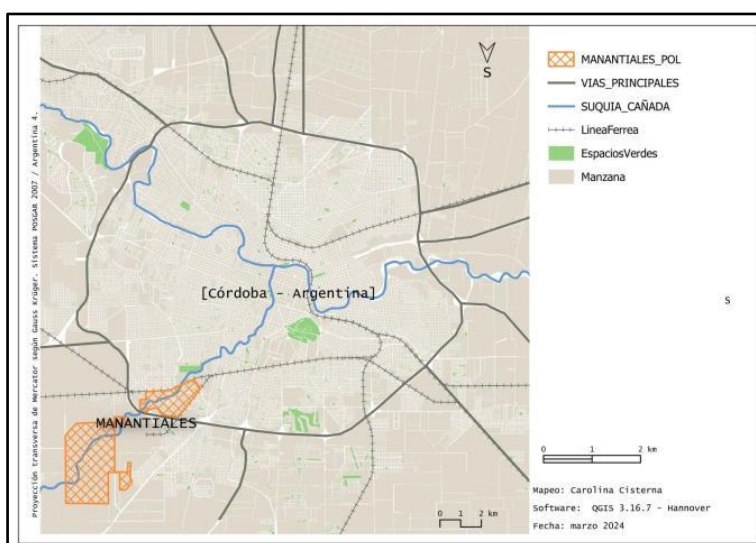 Proyección transversa de Mercator según Gauss Krüger. Sistema POSGAR 2007 / Argentina 4.
S
[Córdoba - Argentina]
MANANTIALES
0 1 2 km
MANANTIALES_POL
VIAS_PRINCIPALES
SUQUIA_CAÑADA
LineaFerrea
EspaciosVerdes
Manzana
S
0 1 2 km
Mapeo: Carolina Cisterna
Software: QGIS 3.16.7 - Hannover
Fecha: marzo 2024